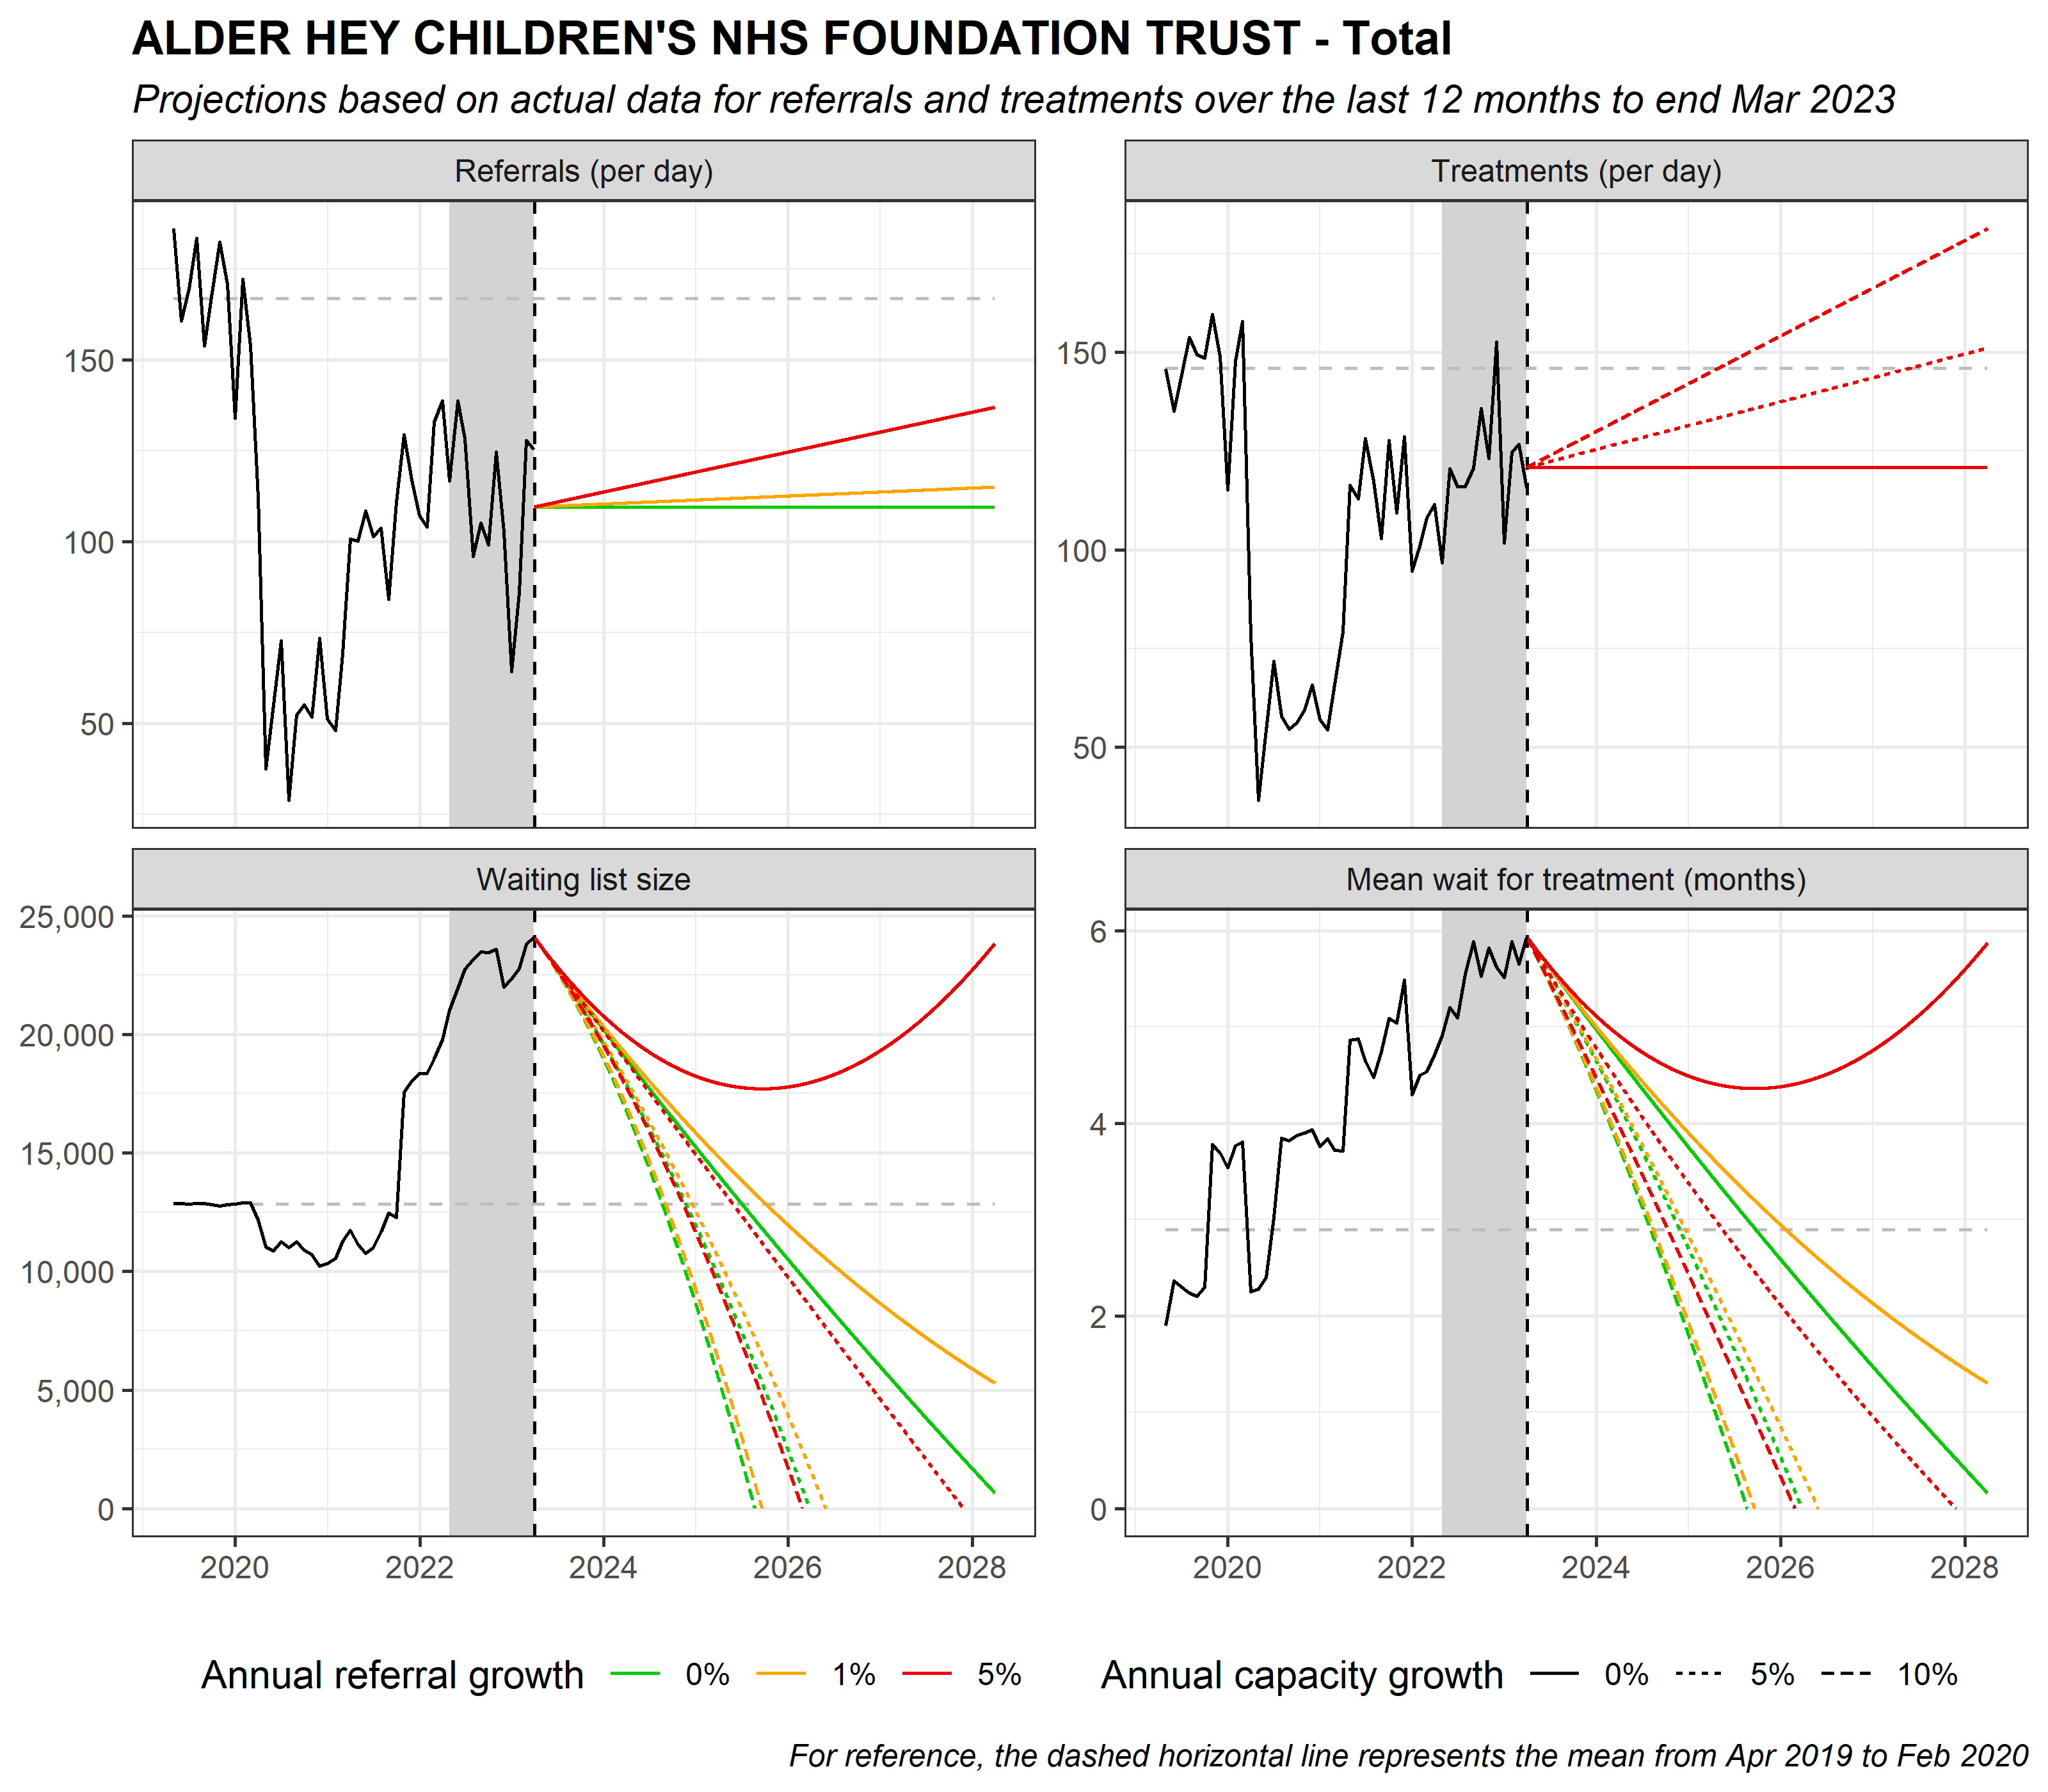 ALDER HEY CHILDREN'S NHS FOUNDATION TRUST - Total
Projections based on actual data for referrals and treatments over the last 12 months to end Mar 2023
Referrals (per day)
150
100
50
Treatments (per day)
150
100
50
Waiting list size
25,000
20,000
15,000
10,000
5,000
0
2020 2022 2024 2026 2028
Mean wait for treatment (months)
6
4
2
0
2020 2022 2024 2026 2028
Annual referral growth 0% 1% 5%
Annual capacity growth 0% 5% 10%
For reference, the dashed horizontal line represents the mean from Apr 2019 to Feb 2020